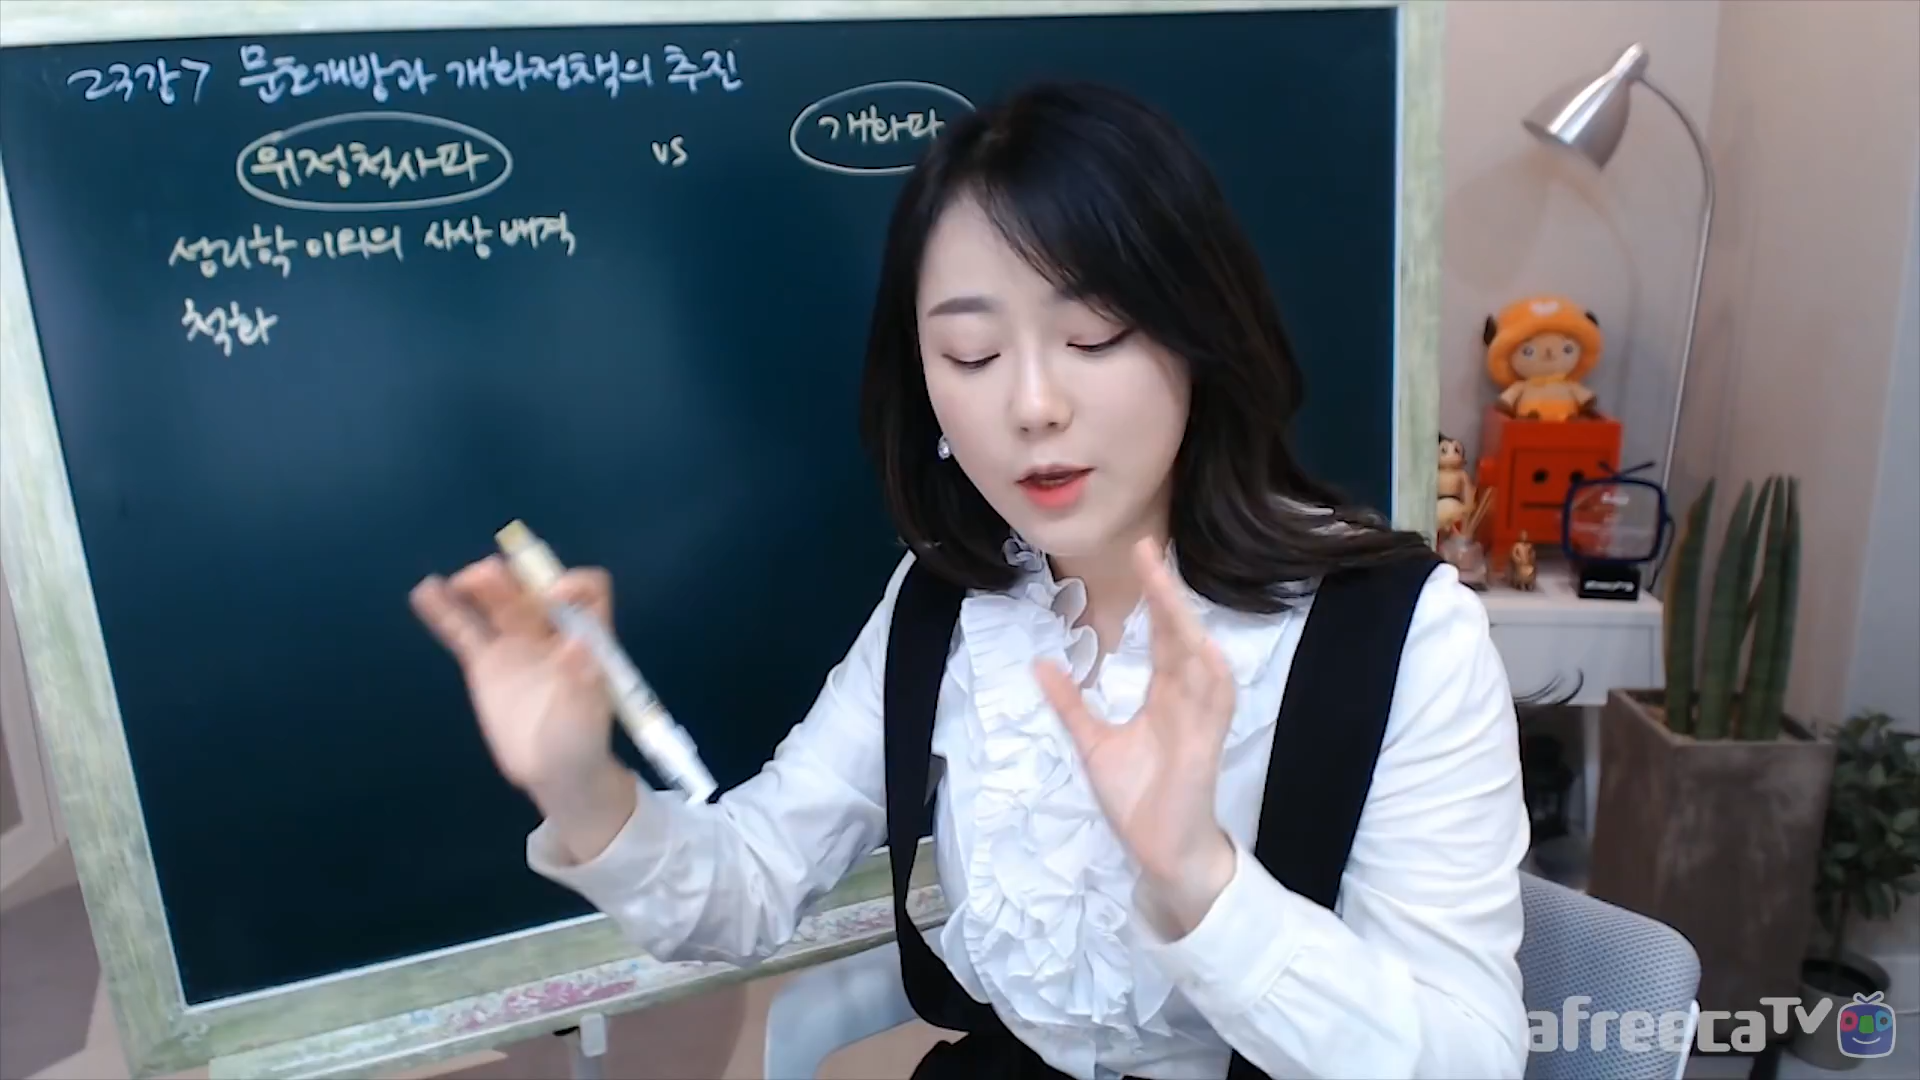 23강7 문호개방과 개화정책의 추진
위정척사파 vs 개화파
성리학 이외의 사상 배척
척화
afreecaTV